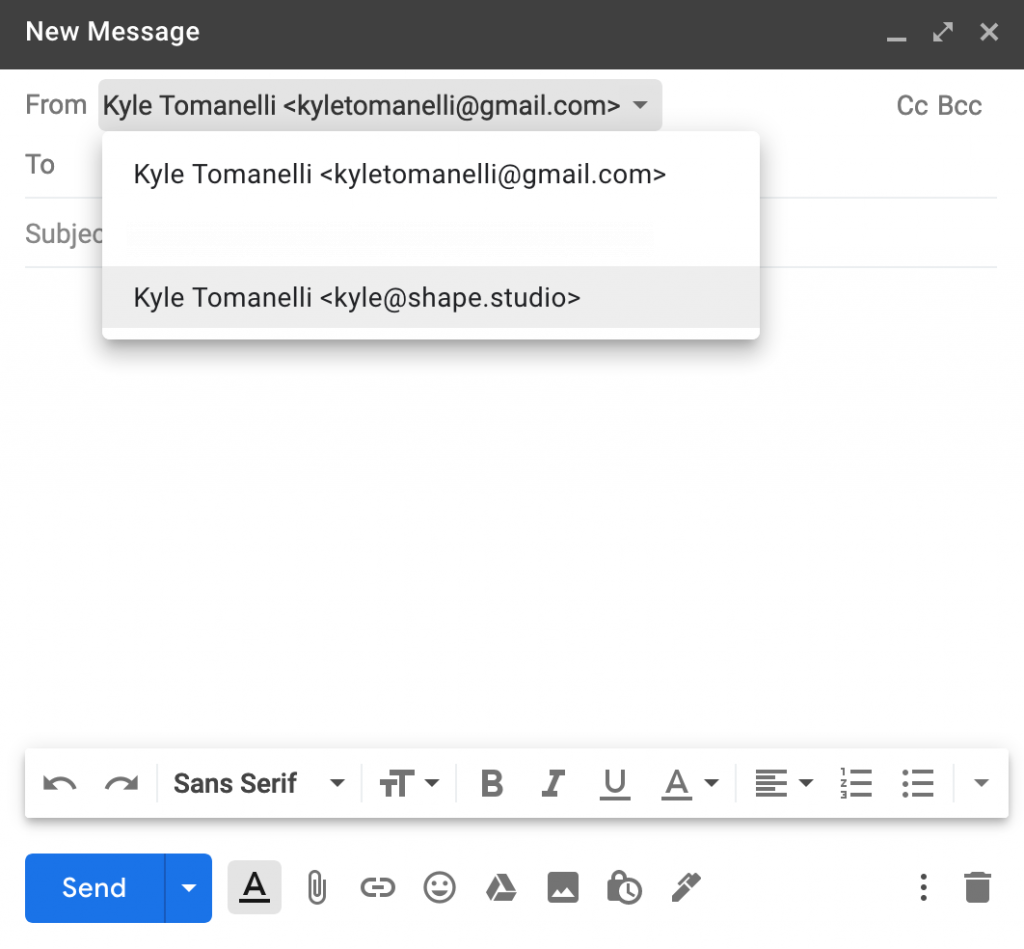 New Message
From Kyle Tomanelli <kyletomanelli@gmail.com> Cc Bcc
Kyle Tomanelli <kyletomanelli@gmail.com>
To
Subjec
Kyle Tomanelli <kyle@shape.studio>
Sans Serif
Send